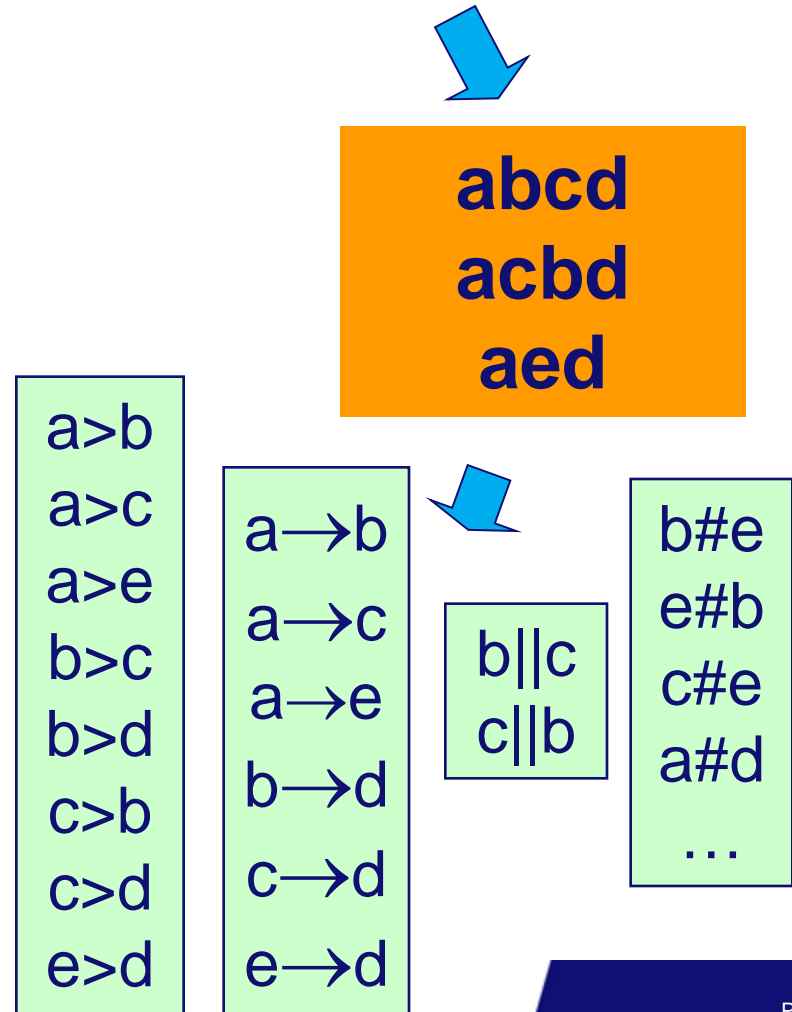 abcd
acbd
aed
a>b
a>c
a>e
b>c
b>d
c>b
c>d
e>d
a→b
a→c
a→e
b→d
c→d
e→d
b||c
c||b
b#e
e#b
c#e
a#d
…